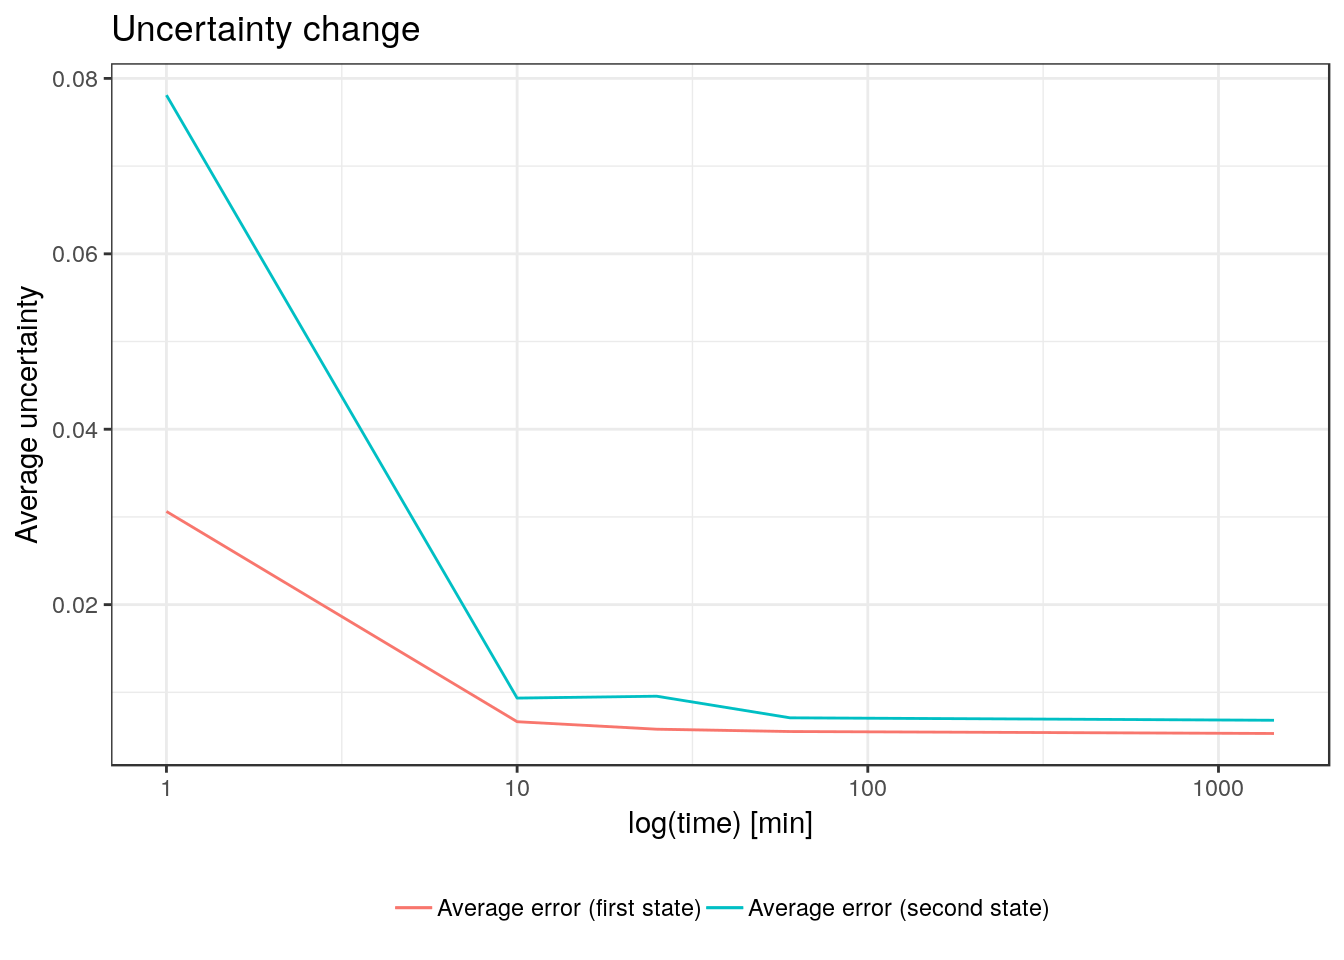 Uncertainty change
0.08
0.06
0.04
0.02
Average uncertainty
1 10 100 1000
log(time) [min]
Average error (first state) Average error (second state)